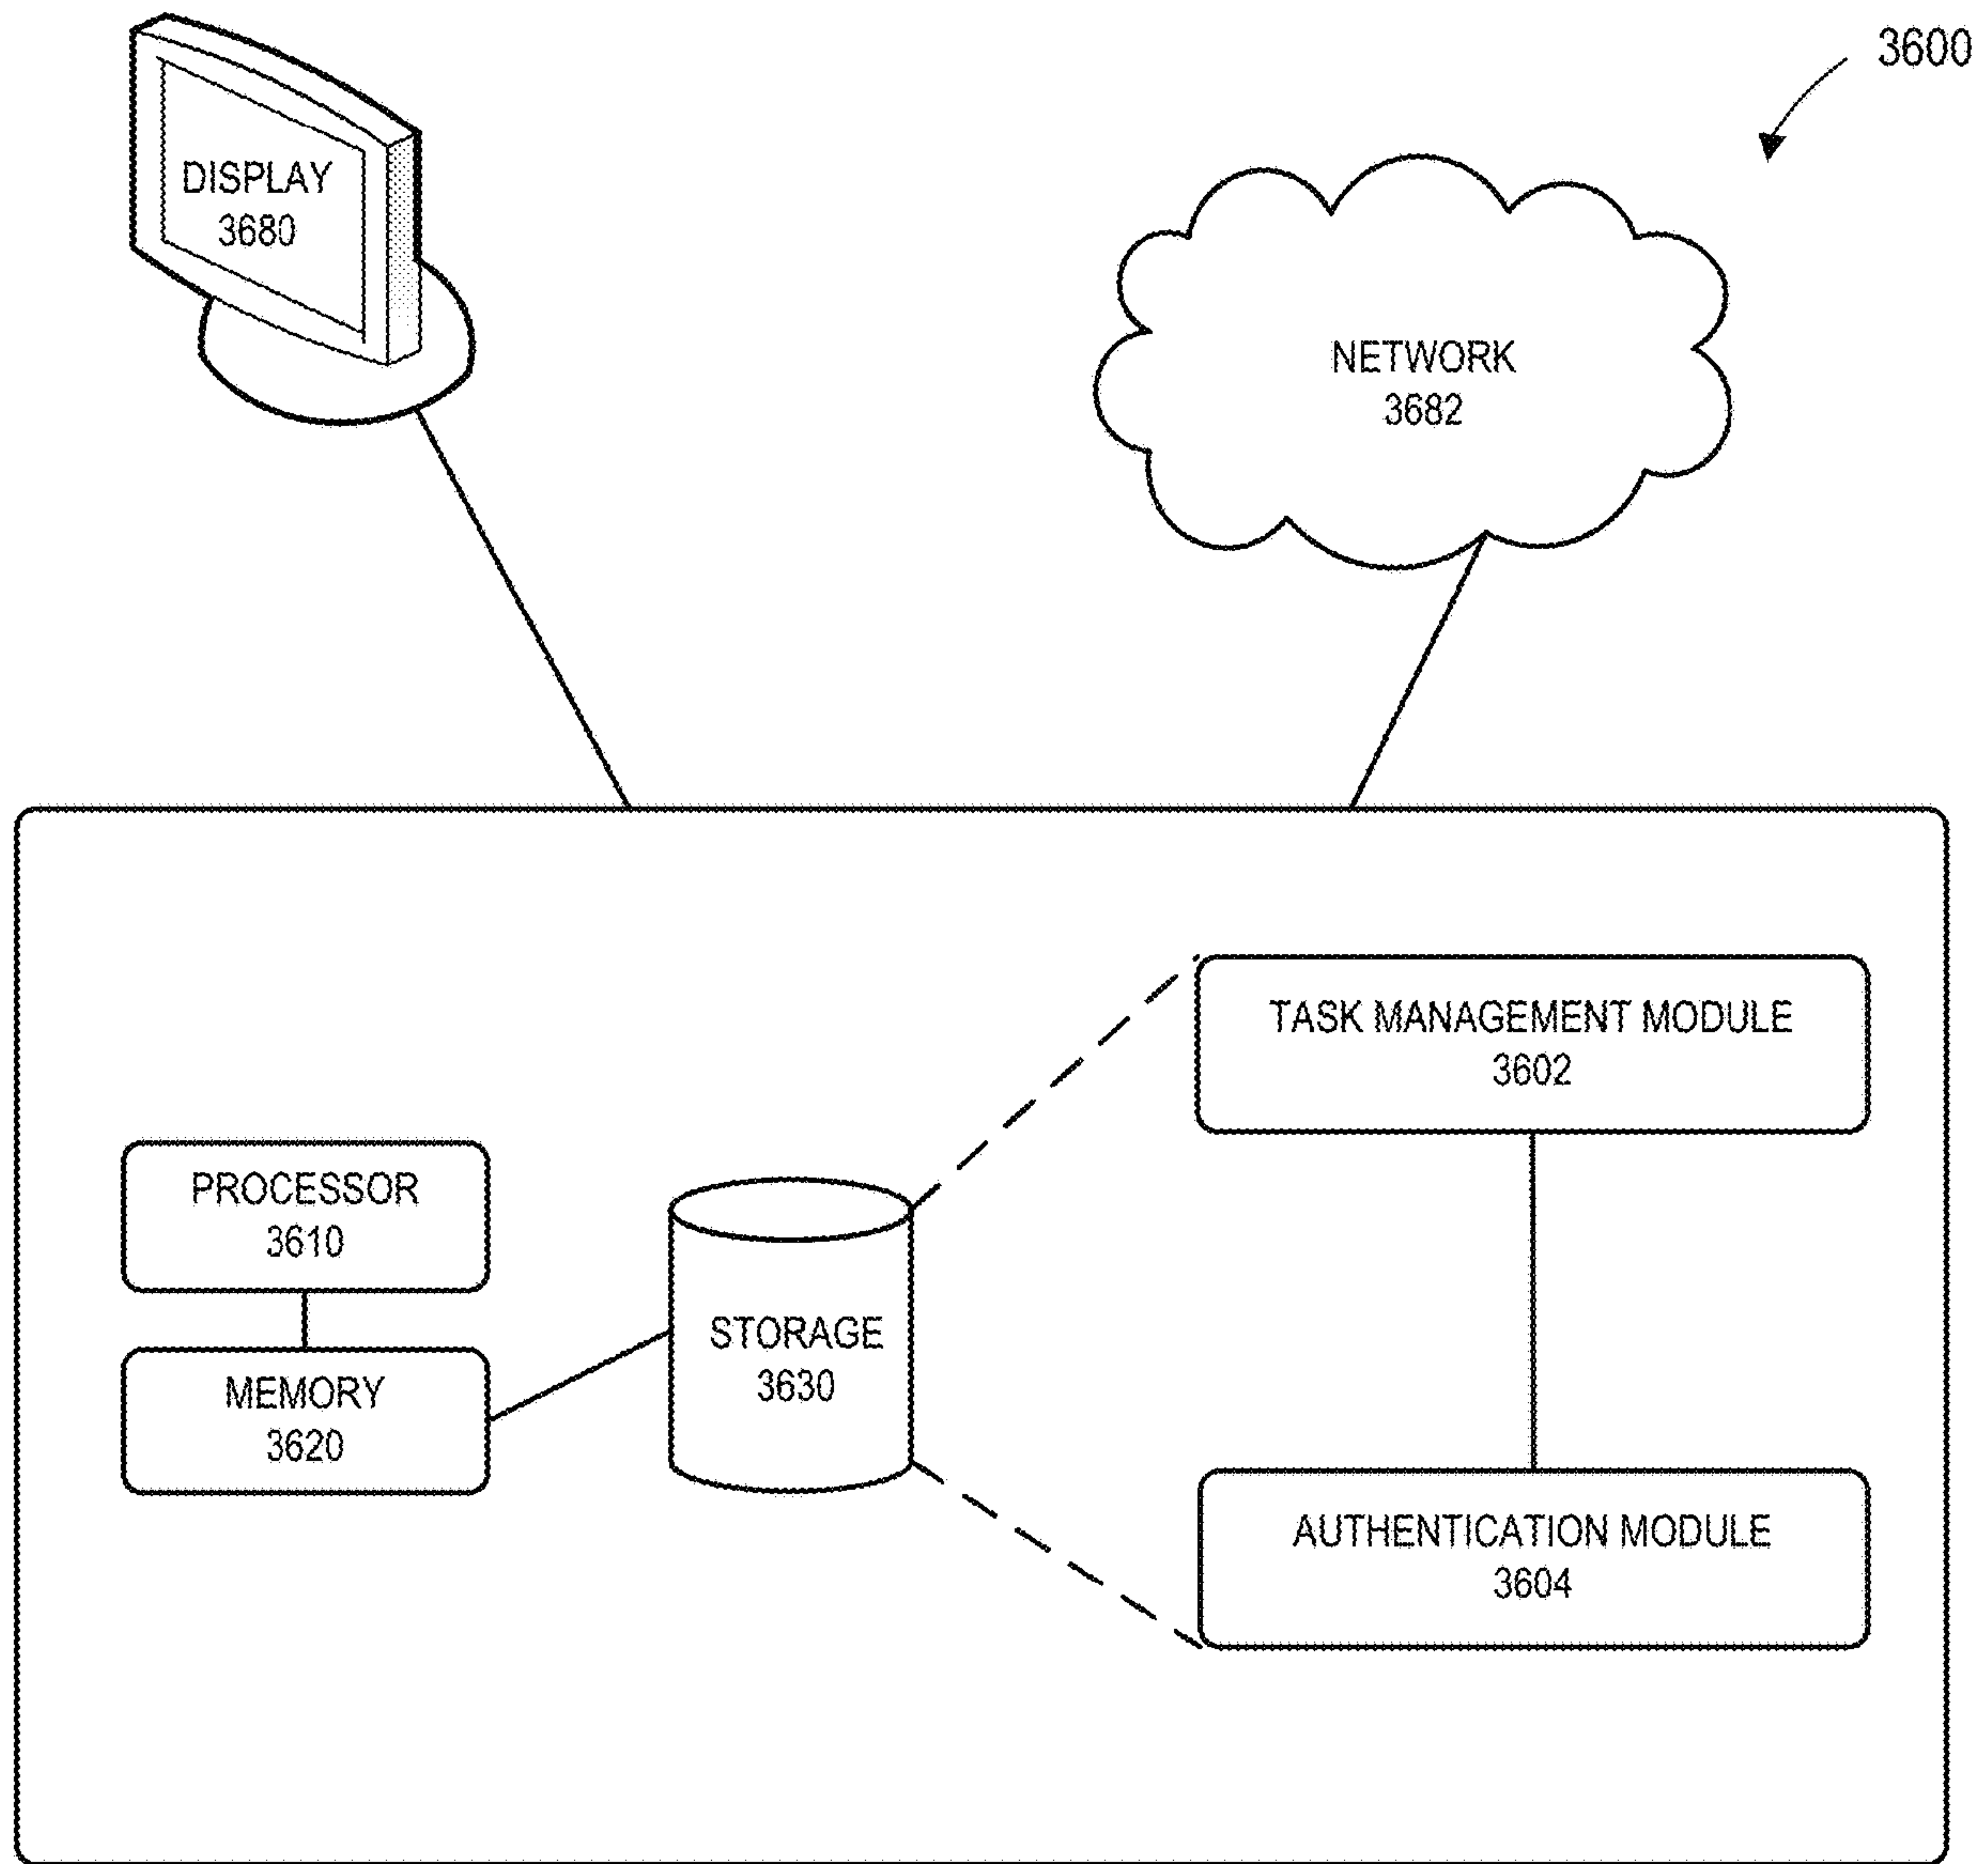 3600
DISPLAY
3680
NETWORK
3682
TASK MANAGEMENT MODULE
3602
PROCESSOR
3610
MEMORY
3620
STORAGE
3630
AUTHENTICATION MODULE
3604